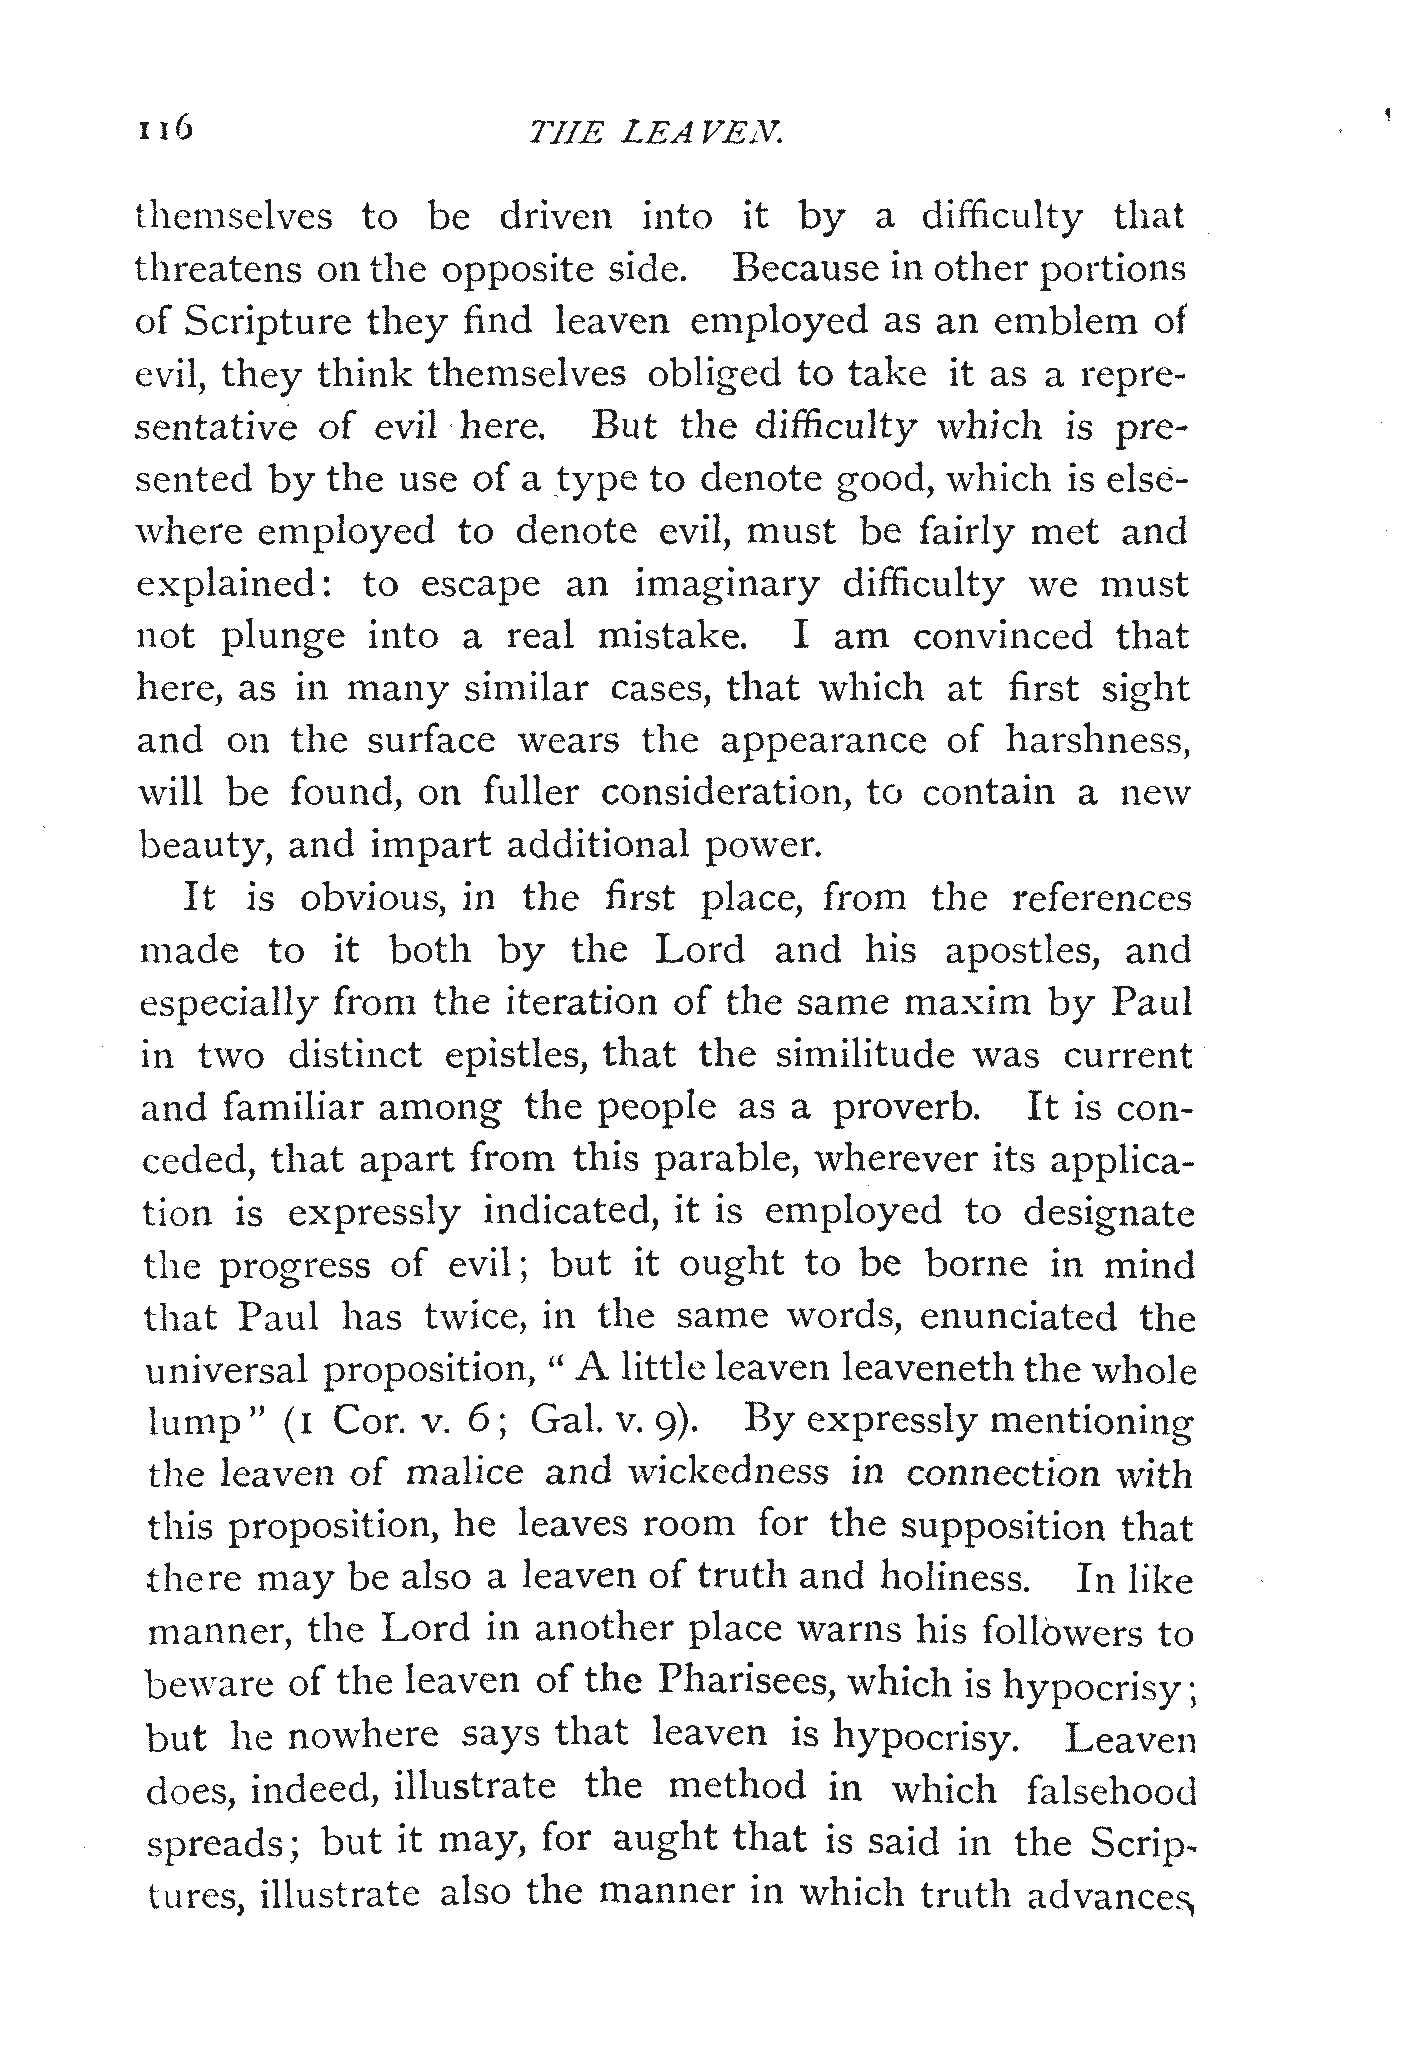 116 THE LEAVEN.
themselves to be driven into it by a difficulty that
threatens on the opposite side. Because in other portions
of Scripture they find leaven employed as an emblem of
evil, they think themselves obliged to take it as a repre-
sentative of evil here. But the difficulty which is pre-
sented by the use of a type to denote good, which is else-
where employed to denote evil, must be fairly met and
explained: to escape an imaginary difficulty we must
not plunge into a real mistake. I am convinced that
here, as in many similar cases, that which at first sight
and on the surface wears the appearance of harshness,
will be found, on fuller consideration, to contain a new
beauty, and impart additional power.
It is obvious, in the first place, from the references
made to it both by the Lord and his apostles, and
especially from the iteration of the same maxim by Paul
in two distinct epistles, that the similitude was current
and familiar among the people as a proverb. It is con-
ceded, that apart from this parable, wherever its applica-
tion is expressly indicated, it is employed to designate
the progress of evil; but it ought to be borne in mind
that Paul has twice, in the same words, enunciated the
universal proposition, "A little leaven leaveneth the whole
lump" (1 Cor. v. 6; Gal. v. 9). By expressly mentioning
the leaven of malice and wickedness in connection with
this proposition, he leaves room for the supposition that
there may be also a leaven of truth and holiness. In like
manner, the Lord in another place warns his followers to
beware of the leaven of the Pharisees, which is hypocrisy;
but he nowhere says that leaven is hypocrisy. Leaven
does, indeed, illustrate the method in which falsehood
spreads; but it may, for aught that is said in the Scrip-
tures, illustrate also the manner in which truth advances,